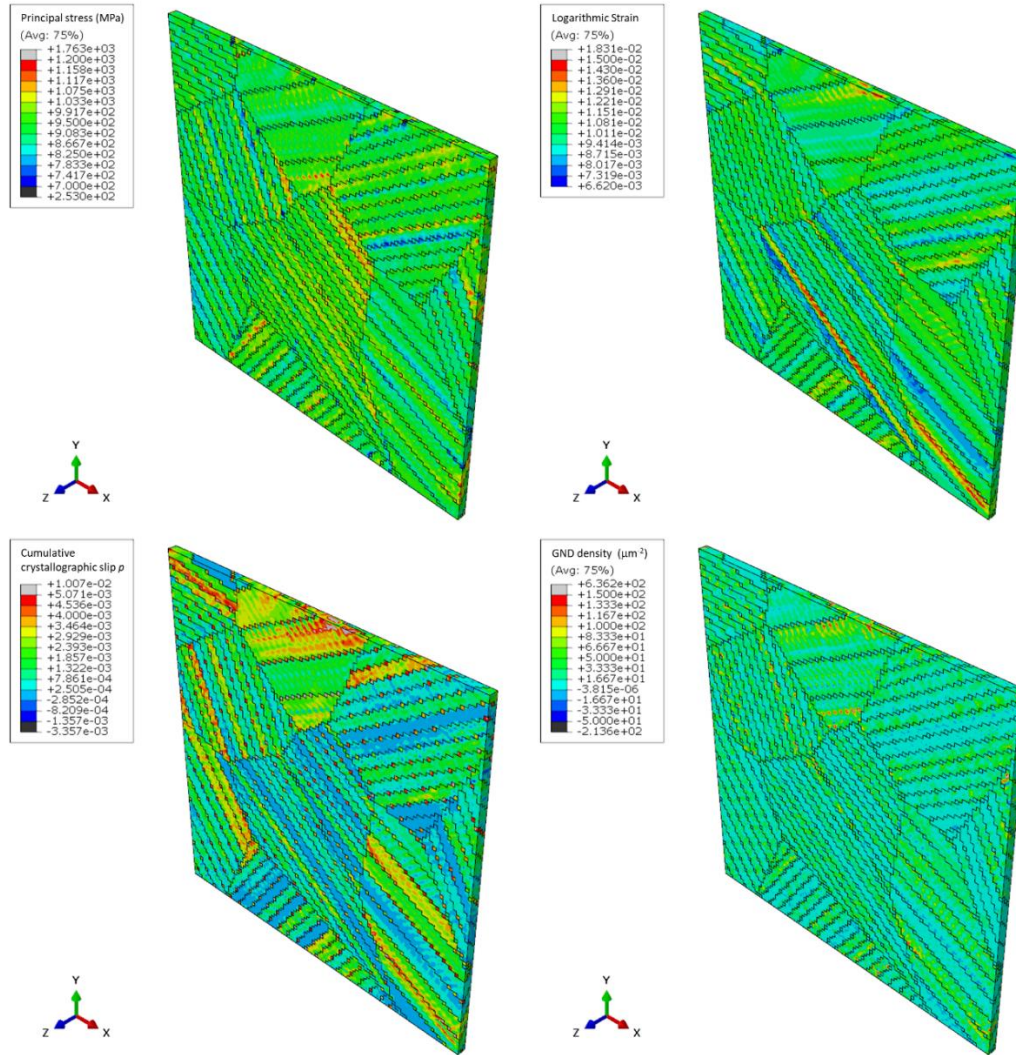 Principal stress (MPa)
(Avg: 75%)
+1.763e+03
+1.200e+03
+1.158e+03
+1.117e+03
+1.075e+03
+1.033e+03
+9.917e+02
+9.500e+02
+9.083e+02
+8.667e+02
+8.250e+02
+7.833e+02
+7.417e+02
+7.000e+02
+2.530e+02
Y
Z
X
Logarithmic Strain
(Avg: 75%)
+1.831e-02
+1.500e-02
+1.430e-02
+1.360e-02
+1.291e-02
+1.221e-02
+1.151e-02
+1.081e-02
+1.011e-02
+9.414e-03
+8.715e-03
+8.017e-03
+7.319e-03
+6.620e-03
Y
Z
X
Cumulative
crystallographic slip p
+1.007e-02
+5.071e-03
+4.536e-03
+4.000e-03
+3.464e-03
+2.929e-03
+2.393e-03
+1.857e-03
+1.322e-03
+7.861e-04
+2.505e-04
-2.852e-04
-8.209e-04
-1.357e-03
-3.357e-03
Y
Z
X
GND density (μm⁻²)
(Avg: 75%)
+6.362e+02
+1.500e+02
+1.333e+02
+1.167e+02
+1.000e+02
+8.333e+01
+6.667e+01
+5.000e+01
+3.333e+01
+1.667e+01
-3.815e-06
-1.667e+01
-3.333e+01
-5.000e+01
-2.136e+02
Y
Z
X